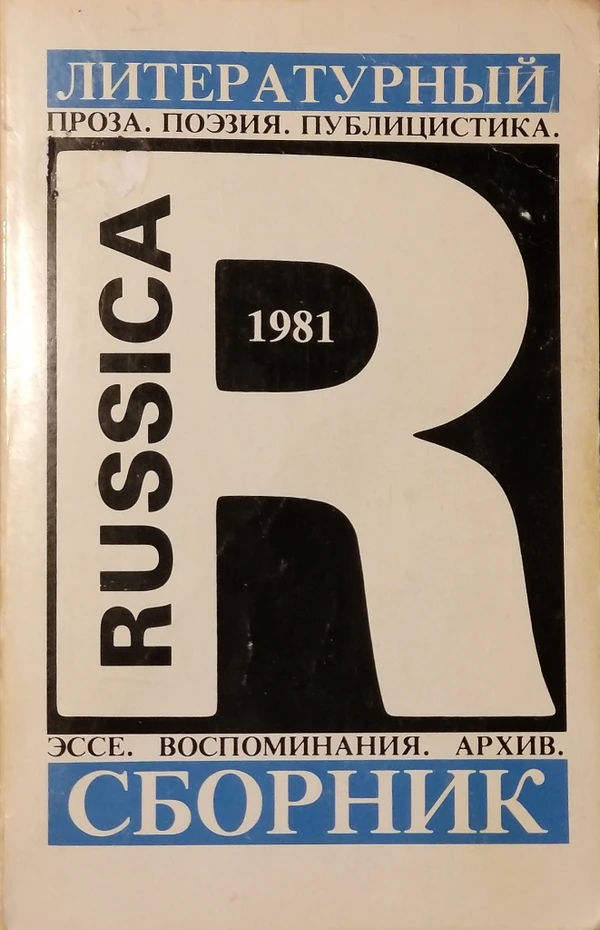 ЛИТЕРАТУРНЫЙ
ПРОЗА. ПОЭЗИЯ. ПУБЛИЦИСТИКА.
RUSSICA
1981
ЭССЕ. ВОСПОМИНАНИЯ. АРХИВ.
СБОРНИК